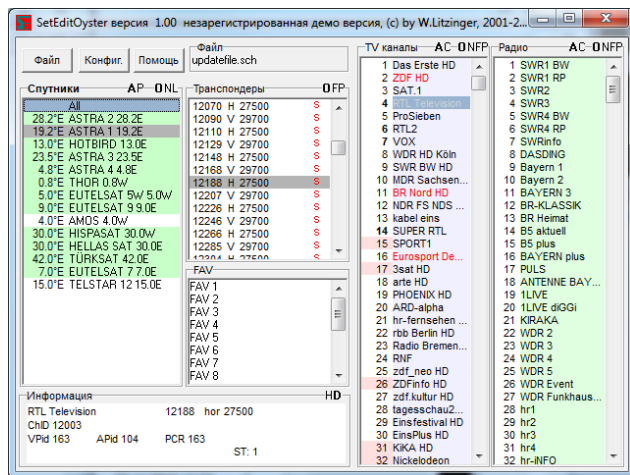 SetEditOyster версия 1.00 незарегистрированная демо версия, (c) by W.Litzinger, 2001-2...
Файл
Конфиг.
Помощь
Файл
updatefile.sch
Спутники AP ONL
All
28.2°E ASTRA 2 28.2E
19.2°E ASTRA 1 19.2E
13.0°E HOTBIRD 13.0E
23.5°E ASTRA 3 23.5E
4.8°E ASTRA 4 4.8E
0.8°E THOR 0.8W
5.0°E EUTELSAT 5W 5.0W
9.0°E EUTELSAT 9 9.0E
4.0°E AMOS 4.0W
30.0°E HISPASAT 30.0W
30.0°E HELLAS SAT 30.0E
42.0°E TÜRKSAT 42.0E
7.0°E EUTELSAT 7 7.0E
15.0°E TELSTAR 12 15.0E
Транспондеры OFP
12070 H 27500 S
12090 V 29700 S
12110 H 27500 S
12129 V 29700 S
12148 H 27500 S
12168 V 29700 S
12188 H 27500 S
12207 V 29700 S
12226 H 27500 S
12246 V 29700 S
12266 H 27500 S
12285 V 29700 S
12304 H 27500 S
FAV
FAV 1
FAV 2
FAV 3
FAV 4
FAV 5
FAV 6
FAV 7
FAV 8
Информация HD
RTL Television 12188 hor 27500
ChID 12003
VPid 163 APid 104 PCR 163
ST: 1
TV каналы AC ONFP
1 Das Erste HD
2 ZDF HD
3 SAT.1
4 RTL Television
5 ProSieben
6 RTL2
7 VOX
8 WDR HD Köln
9 SWR BW HD
10 MDR Sachsen...
11 BR Nord HD
12 NDR FS NDS ...
13 kabel eins
14 SUPER RTL
15 SPORT1
16 Eurosport De...
17 3sat HD
18 arte HD
19 PHOENIX HD
20 ARD-alpha
21 hr-fernsehen ...
22 rbb Berlin HD
23 Radio Bremen...
24 RNF
25 zdf_neo HD
26 ZDFinfo HD
27 zdf.kultur HD
28 tagesschau2...
29 Einsfestival HD
30 EinsPlus HD
31 KiKA HD
32 Nickelodeon
Радио AC ONFP
1 SWR1 BW
2 SWR1 RP
3 SWR2
4 SWR3
5 SWR4 BW
6 SWR4 RP
7 SWRinfo
8 DASDING
9 Bayern 1
10 Bayern 2
11 BAYERN 3
12 BR-KLASSIK
13 BR Heimat
14 B5 aktuell
15 B5 plus
16 BAYERN plus
17 PULS
18 ANTENNE BAY...
19 1LIVE
20 1LIVE diGGi
21 KIRAKA
22 WDR 2
23 WDR 3
24 WDR 4
25 WDR 5
26 WDR Event
27 WDR Funkhaus...
28 hr1
29 hr2
30 hr3
31 hr4
32 hr-iNFO